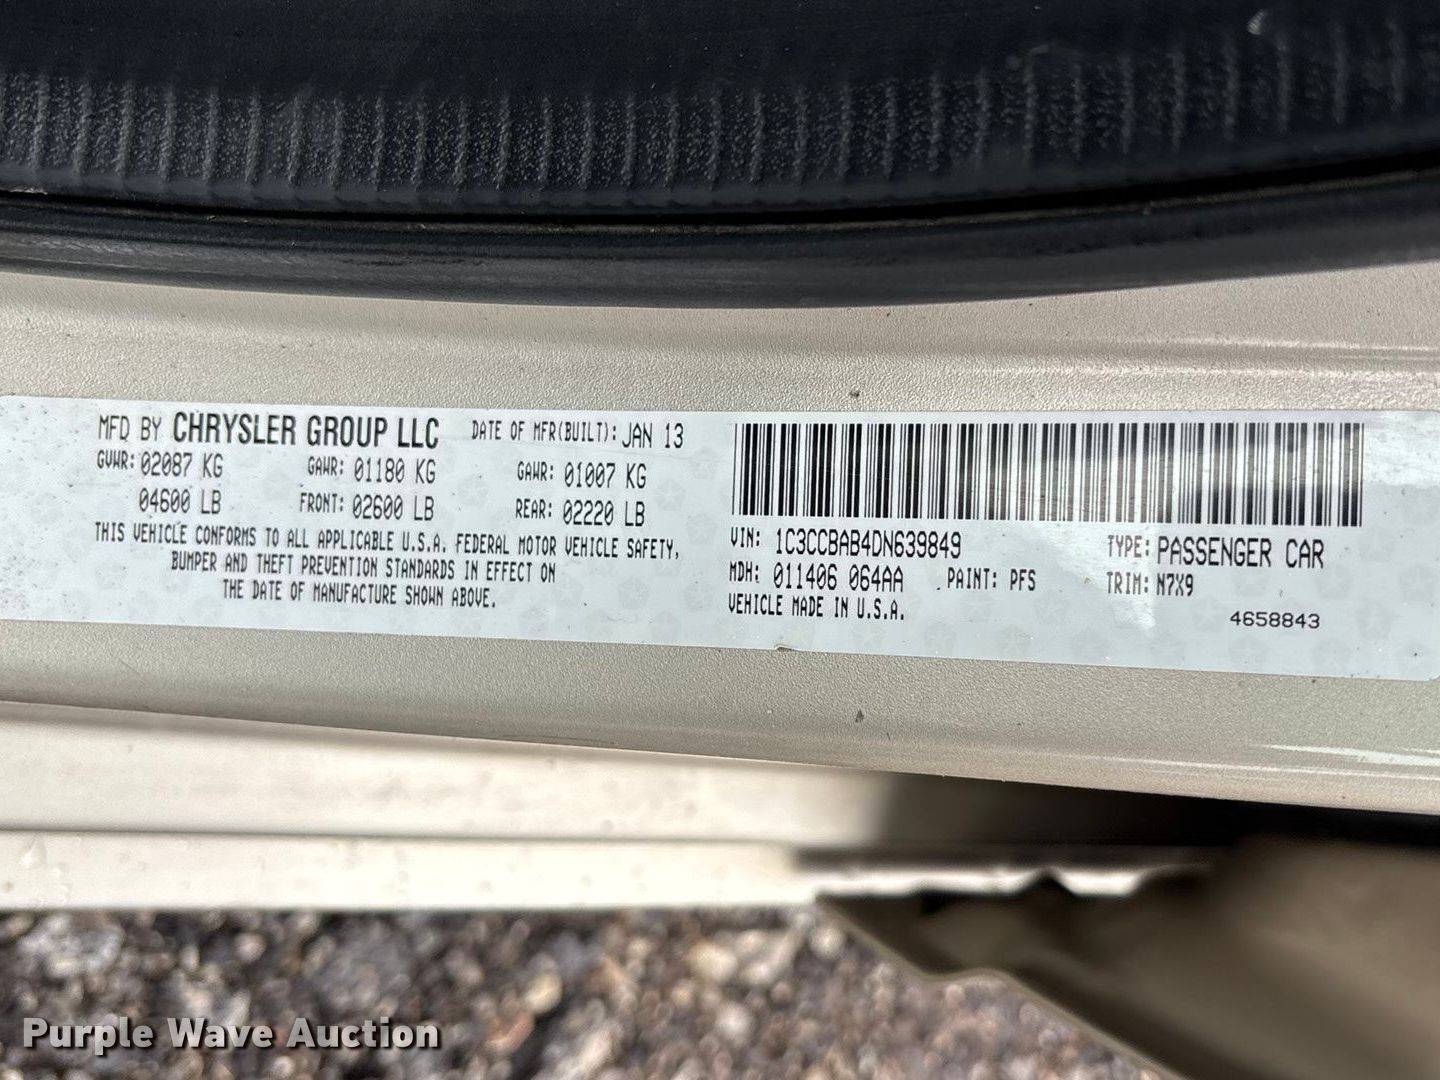 MFD BY CHRYSLER GROUP LLC DATE OF MFR(BUILT): JAN 13
GVWR: 02087 KG GAWR: 01180 KG GAWR: 01007 KG
04600 LB FRONT: 02600 LB REAR: 02220 LB
THIS VEHICLE CONFORMS TO ALL APPLICABLE U.S.A. FEDERAL MOTOR VEHICLE SAFETY,
BUMPER AND THEFT PREVENTION STANDARDS IN EFFECT ON
THE DATE OF MANUFACTURE SHOWN ABOVE.
VIN: 1C3CCBAB4DN639849 TYPE: PASSENGER CAR
MDH: 011406 064AA PAINT: PFS TRIM: N7X9
VEHICLE MADE IN U.S.A. 4658843
Purple Wave Auction